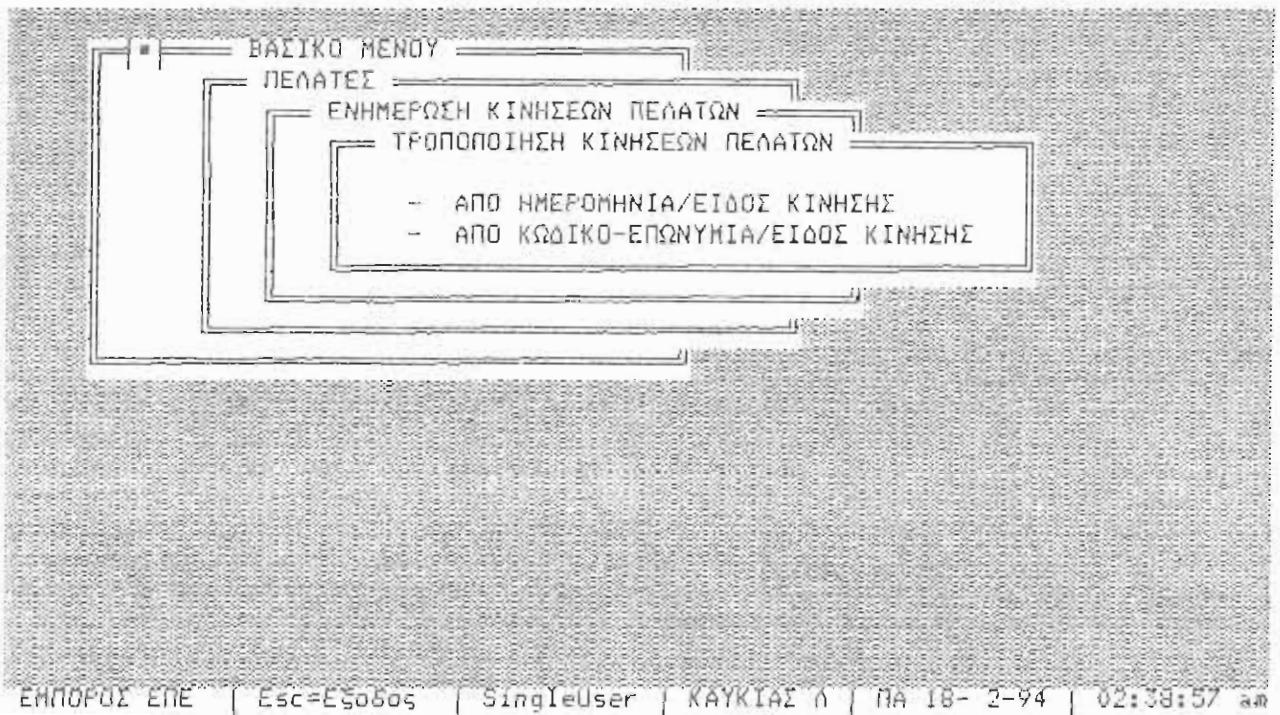 ΒΑΣΙΚΟ ΜΕΝΟΥ
ΠΕΛΑΤΕΣ
ΕΝΗΜΕΡΩΣΗ ΚΙΝΗΣΕΩΝ ΠΕΛΑΤΩΝ
ΤΡΟΠΟΠΟΙΗΣΗ ΚΙΝΗΣΕΩΝ ΠΕΛΑΤΩΝ
- ΑΠΟ ΗΜΕΡΟΜΗΝΙΑ/ΕΙΔΟΣ ΚΙΝΗΣΗΣ
- ΑΠΟ ΚΩΔΙΚΟ-ΕΠΩΝΥΜΙΑ/ΕΙΔΟΣ ΚΙΝΗΣΗΣ
ΕΜΠΟΡΟΣ ΕΠΕ | Esc=Εξοδος | SingleUser | ΚΑΥΚΙΑΣ Λ | ΠΑ 18- 2-94 | 02:38:57 am